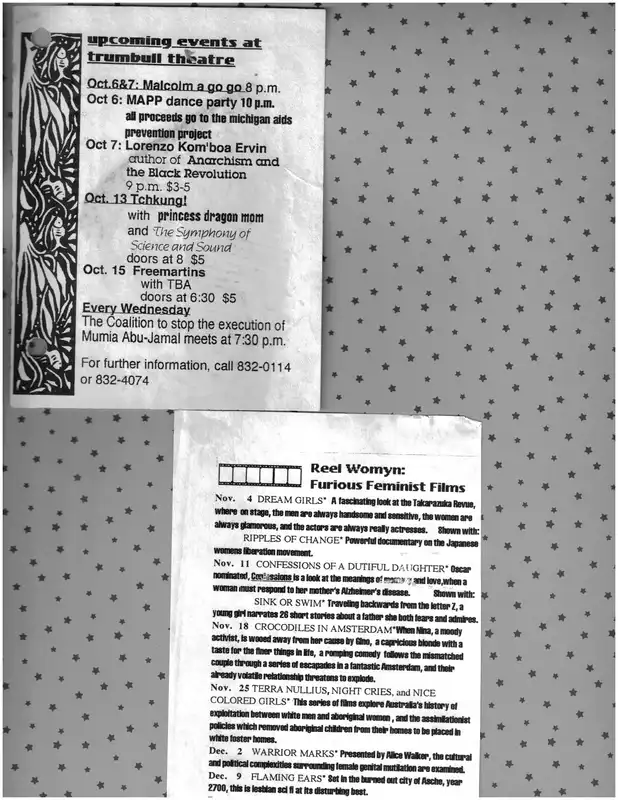 upcoming events at
trumbull theatre
Oct.6&7: Malcolm a go go 8 p.m.
Oct 6: MAPP dance party 10 p.m.
all proceeds go to the michigan aids
prevention project
Oct 7: Lorenzo Kom'boa Ervin
author of Anarchism and
the Black Revolution
9 p.m. $3-5
Oct. 13 Tchkung!
with princess dragon mom
and The Symphony of
Science and Sound
doors at 8 $5
Oct. 15 Freemartins
with TBA
doors at 6:30 $5
Every Wednesday
The Coalition to stop the execution of
Mumia Abu-Jamal meets at 7:30 p.m.
For further information, call 832-0114
or 832-4074
Reel Womyn:
Furious Feminist Films
Nov. 4 DREAM GIRLS* A fascinating look at the Takarazuka Revue,
where on stage, the men are always handsome and sensitive, the women are
always glamorous, and the actors are always really actresses. Shown with:
RIPPLES OF CHANGE* Powerful documentary on the Japanese
womens liberation movement.
Nov. 11 CONFESSIONS OF A DUTIFUL DAUGHTER* Oscar
nominated, Confessions is a look at the meanings of memory and love,when a
woman must respond to her mother's Alzheimer's disease. Shown with:
SINK OR SWIM* Traveling backwards from the letter Z, a
young girl narrates 26 short stories about a father she both fears and admires.
Nov. 18 CROCODILES IN AMSTERDAM*When Nina, a moody
activist, is wooed away from her cause by Gino, a capricious blonde with a
taste for the finer things in life, a romping comedy follows the mismatched
couple through a series of escapades in a fantastic Amsterdam, and their
already volatile relationship threatens to explode.
Nov. 25 TERRA NULLIUS, NIGHT CRIES, and NICE
COLORED GIRLS* This series of films explore Australia's history of
exploitation between white men and aboriginal women , and the assimilationist
policies which removed aboriginal children from their homes to be placed in
white foster homes.
Dec. 2 WARRIOR MARKS* Presented by Alice Walker, the cultural
and political complexities surrounding female genital mutilation are examined.
Dec. 9 FLAMING EARS* Set in the burned out city of Asche, year
2700, this is lesbian sci fi at its disturbing best.